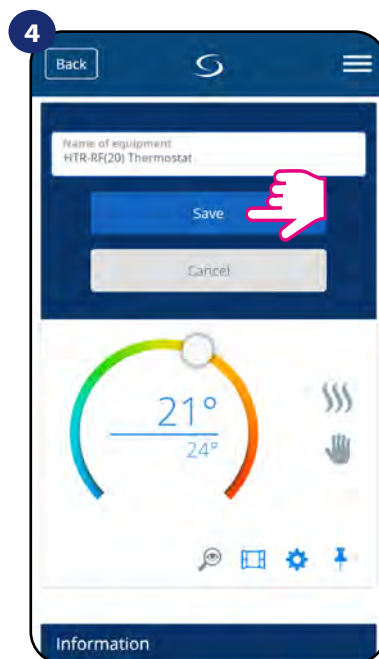 4
Back
Name of equipment
HTR-RF(20) Thermostat
Save
Cancel
21°
24°
Information